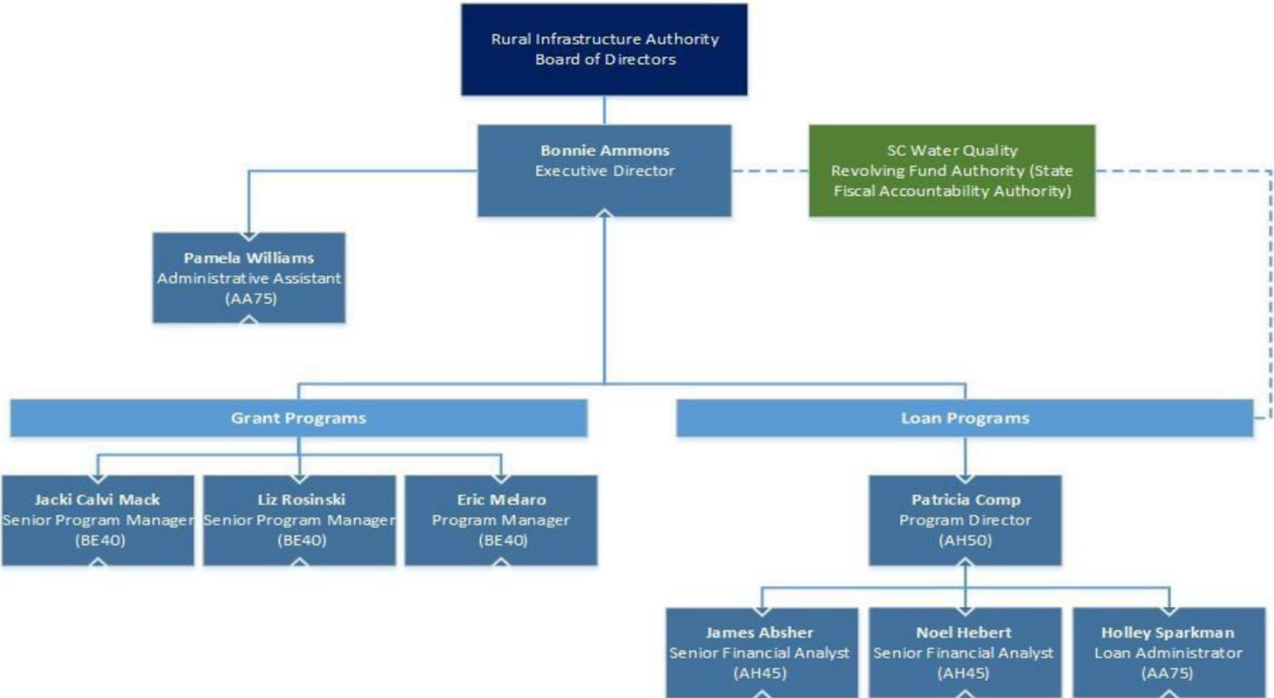 Rural Infrastructure Authority
Board of Directors
Bonnie Ammons
Executive Director
SC Water Quality
Revolving Fund Authority (State
Fiscal Accountability Authority)
Pamela Williams
Administrative Assistant
(AA75)
Grant Programs
Loan Programs
Jacki Calvi Mack
Senior Program Manager
(BE40)
Liz Rosinski
Senior Program Manager
(BE40)
Eric Melaro
Program Manager
(BE40)
Patricia Comp
Program Director
(AH50)
James Absher
Senior Financial Analyst
(AH45)
Noel Hebert
Senior Financial Analyst
(AH45)
Holley Sparkman
Loan Administrator
(AA75)